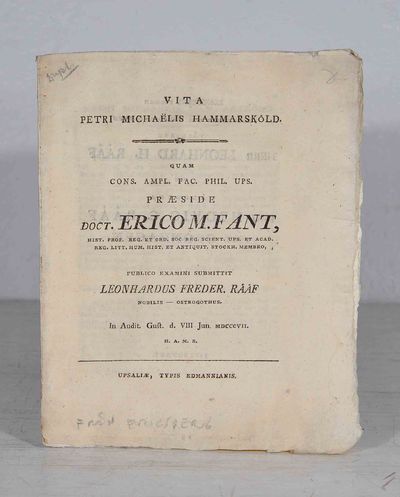 Dupl.
VITA
PETRI MICHAËLIS HAMMARSKÖLD.
QUAM
CONS. AMPL. FAC. PHIL. UPS.
PRÆSIDE
DOCT. ERICO M. FANT,
HIST. PROF. REG. ET ORD. SOC. REG. SCIENT. UPS. ET ACAD.
REG. LITT. HUM. HIST. ET ANTIQUIT. STOCKH. MEMBRO,
PUBLICO EXAMINI SUBMITTIT
LEONHARDUS FREDER. RÄÄF
NOBILIS — OSTROGOTHUS.
In Audit. Gust. d. VIII Jun. MDCCCVII.
H. A. M. S.
UPSALIÆ, TYPIS EDMANNIANIS.